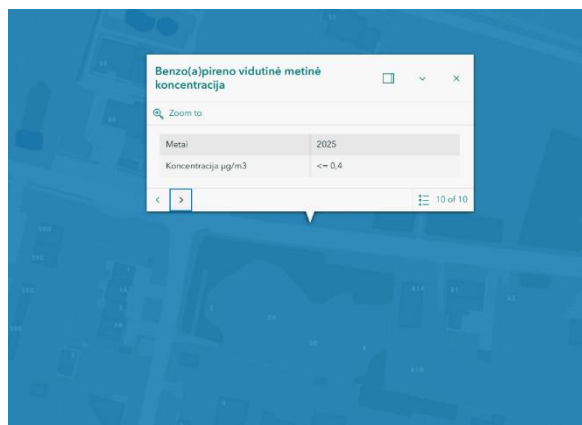 Benzo(a)pireno vidutinė metinė
koncentracija
Zoom to
Metai 2025
Koncentracija µg/m3 <= 0,4
10 of 10